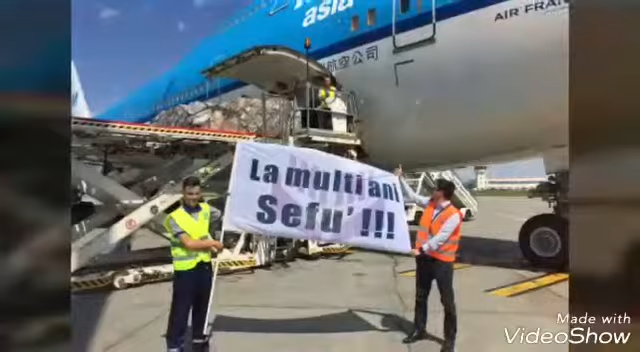 asia
AIR FRAN
航空公司
La multi ani
Sefu' !!!
Made with
VideoShow